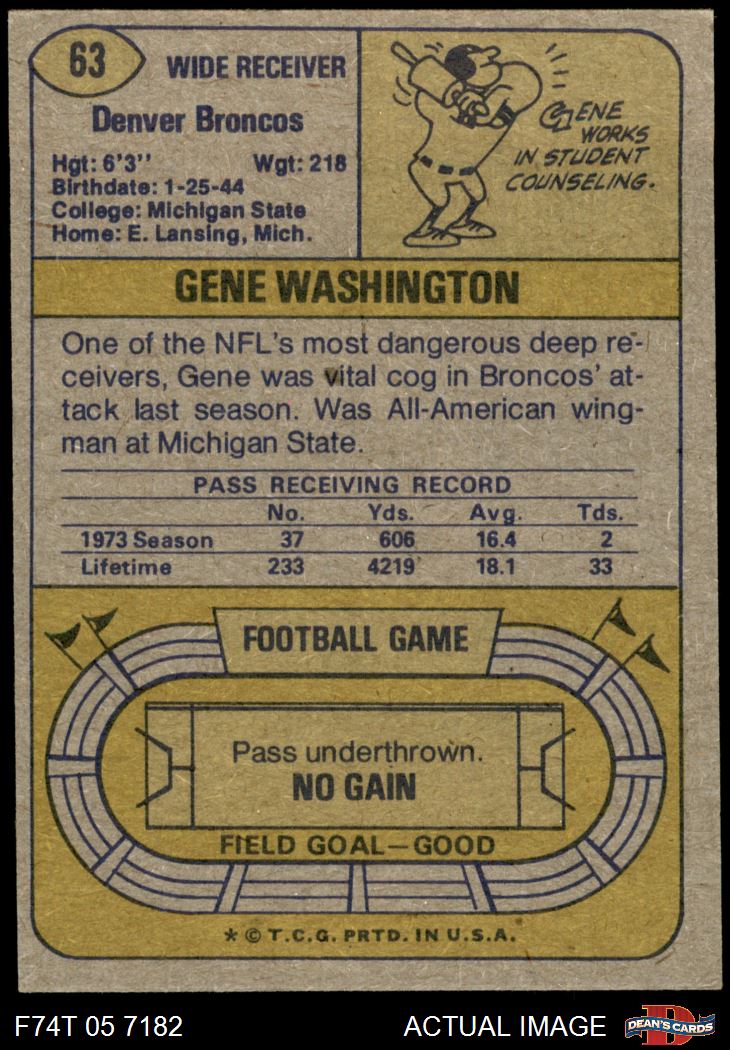 63
WIDE RECEIVER
Denver Broncos
Hgt: 6'3'' Wgt: 218
Birthdate: 1-25-44
College: Michigan State
Home: E. Lansing, Mich.
GENE
WORKS
IN STUDENT
COUNSELING.
GENE WASHINGTON
One of the NFL's most dangerous deep re-
ceivers, Gene was vital cog in Broncos' at-
tack last season. Was All-American wing-
man at Michigan State.
PASS RECEIVING RECORD
No. Yds. Avg. Tds.
1973 Season 37 606 16.4 2
Lifetime 233 4219 18.1 33
FOOTBALL GAME
Pass underthrown.
NO GAIN
FIELD GOAL—GOOD
* © T.C.G. PRTD. IN U.S.A.
F74T 05 7182 ACTUAL IMAGE
D
DEAN'S CARDS